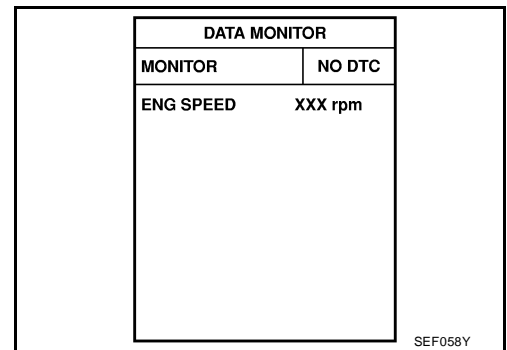 DATA MONITOR
MONITOR NO DTC
ENG SPEED XXX rpm
SEF058Y